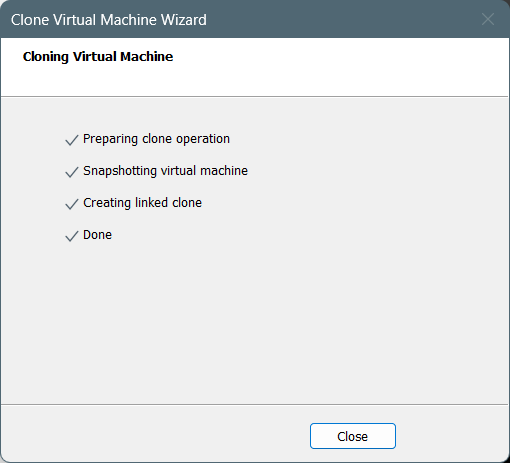 Clone Virtual Machine Wizard
Cloning Virtual Machine
Preparing clone operation
Snapshotting virtual machine
Creating linked clone
Done
Close